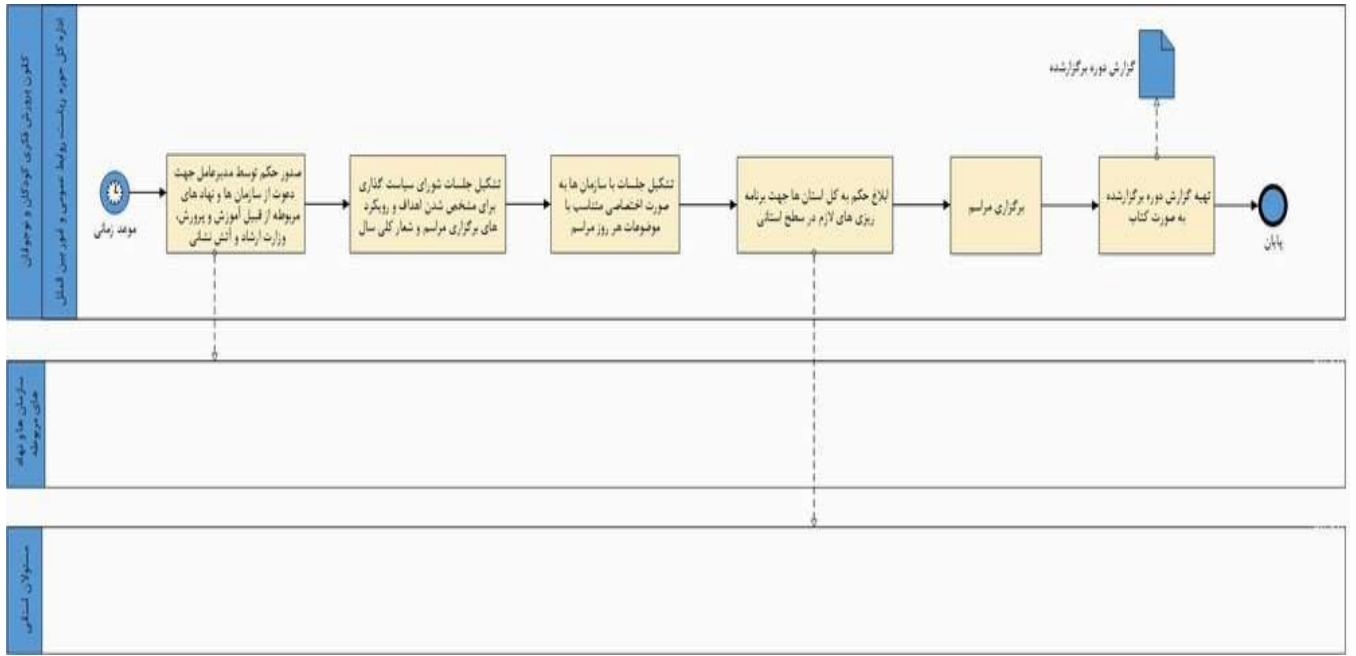 کانون پرورش فکری کودکان و نوجوانان
اداره کل حوزه ریاست، روابط عمومی و امور بین الملل
موعد زمانی
صدور حکم توسط مدیرعامل جهت
دعوت از سازمان ها و نهاد های
مربوطه از قبیل آموزش و پرورش،
وزارت ارشاد و آتش نشانی
تشکیل جلسات شورای سیاست گذاری
برای مشخص شدن اهداف و رویکرد
های برگزاری مراسم و شعار کلی سال
تشکیل جلسات با سازمان ها به
صورت اختصاصی متناسب با
موضوعات هر روز مراسم
ابلاغ حکم به کل استان ها جهت برنامه
ریزی های لازم در سطح استانی
برگزاری مراسم
تهیه گزارش دوره برگزارشده
به صورت کتاب
گزارش دوره برگزارشده
پایان
سازمان ها و نهاد
های مربوطه
مسئولان استانی